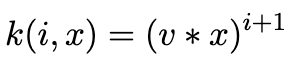 k(i, x) = (v * x)^{i+1}